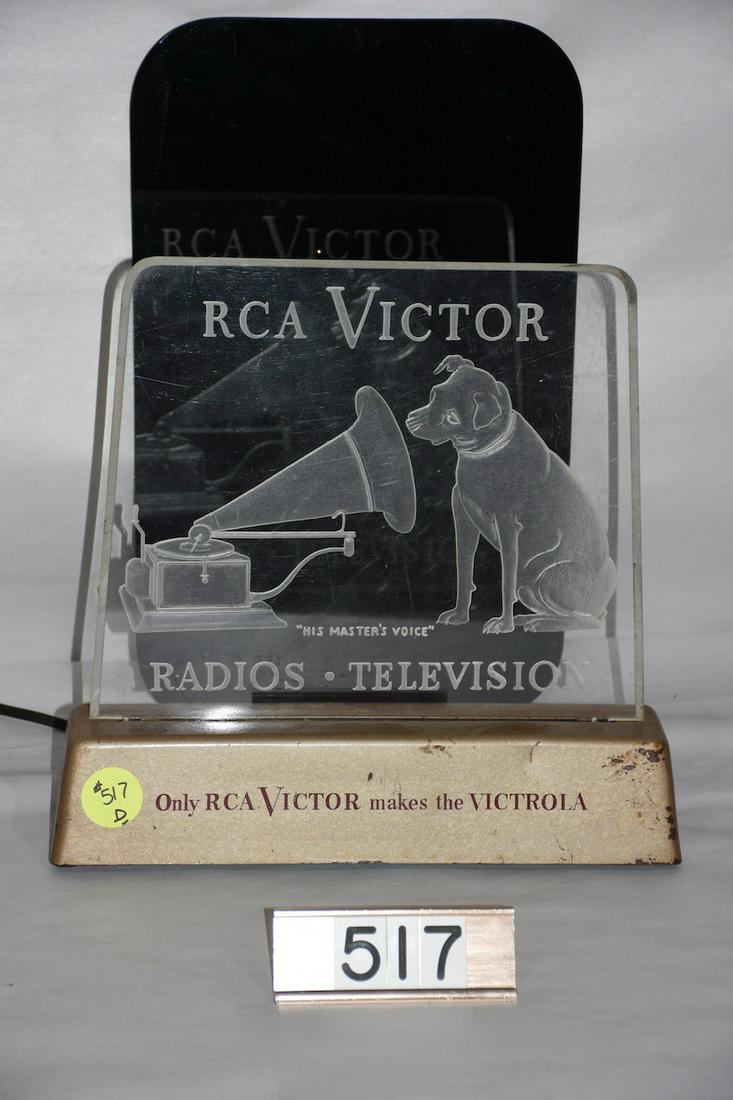 RCA VICTOR
RCA VICTOR
"HIS MASTER'S VOICE"
RADIOS · TELEVISION
#517
D
Only RCA VICTOR makes the VICTROLA
517